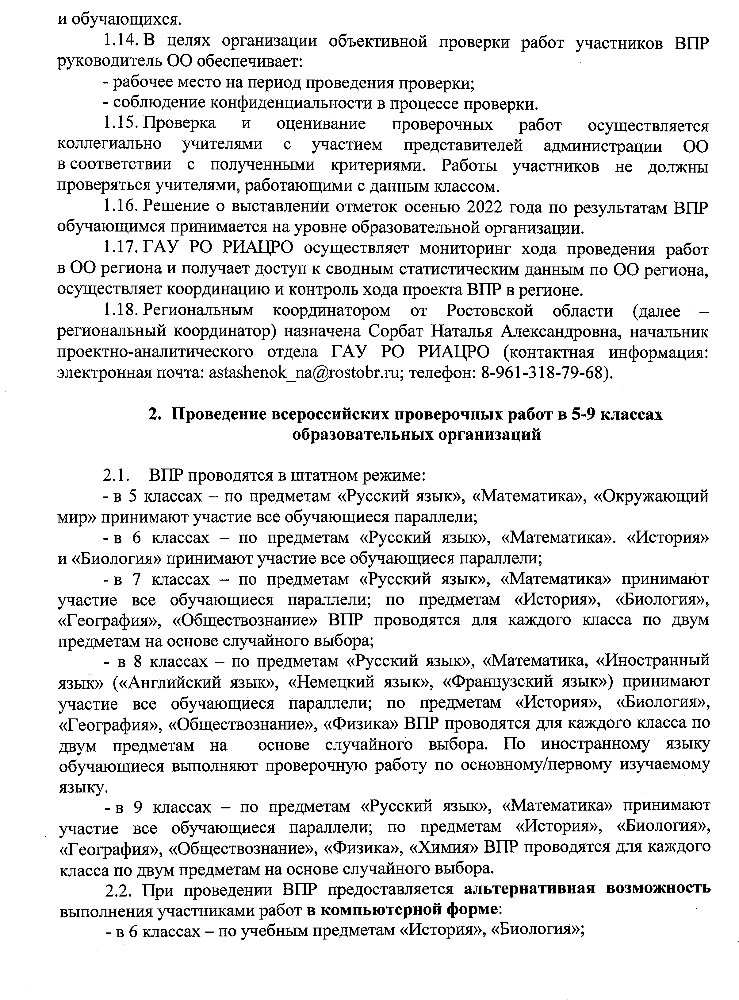 и обучающихся.
1.14. В целях организации объективной проверки работ участников ВПР
руководитель ОО обеспечивает:
- рабочее место на период проведения проверки;
- соблюдение конфиденциальности в процессе проверки.
1.15. Проверка и оценивание проверочных работ осуществляется
коллегиально учителями с участием представителей администрации ОО
в соответствии с полученными критериями. Работы участников не должны
проверяться учителями, работающими с данным классом.
1.16. Решение о выставлении отметок осенью 2022 года по результатам ВПР
обучающимся принимается на уровне образовательной организации.
1.17. ГАУ РО РИАЦРО осуществляет мониторинг хода проведения работ
в ОО региона и получает доступ к сводным статистическим данным по ОО региона,
осуществляет координацию и контроль хода проекта ВПР в регионе.
1.18. Региональным координатором от Ростовской области (далее –
региональный координатор) назначена Сорбат Наталья Александровна, начальник
проектно-аналитического отдела ГАУ РО РИАЦРО (контактная информация:
электронная почта: astashenok_na@rostobr.ru; телефон: 8-961-318-79-68).
2. Проведение всероссийских проверочных работ в 5-9 классах
образовательных организаций
2.1. ВПР проводятся в штатном режиме:
- в 5 классах – по предметам «Русский язык», «Математика», «Окружающий
мир» принимают участие все обучающиеся параллели;
- в 6 классах – по предметам «Русский язык», «Математика». «История»
и «Биология» принимают участие все обучающиеся параллели;
- в 7 классах – по предметам «Русский язык», «Математика» принимают
участие все обучающиеся параллели; по предметам «История», «Биология»,
«География», «Обществознание» ВПР проводятся для каждого класса по двум
предметам на основе случайного выбора;
- в 8 классах – по предметам «Русский язык», «Математика, «Иностранный
язык» («Английский язык», «Немецкий язык», «Французский язык») принимают
участие все обучающиеся параллели; по предметам «История», «Биология»,
«География», «Обществознание», «Физика» ВПР проводятся для каждого класса по
двум предметам на основе случайного выбора. По иностранному языку
обучающиеся выполняют проверочную работу по основному/первому изучаемому
языку.
- в 9 классах – по предметам «Русский язык», «Математика» принимают
участие все обучающиеся параллели; по предметам «История», «Биология»,
«География», «Обществознание», «Физика», «Химия» ВПР проводятся для каждого
класса по двум предметам на основе случайного выбора.
2.2. При проведении ВПР предоставляется альтернативная возможность
выполнения участниками работ в компьютерной форме:
- в 6 классах – по учебным предметам «История», «Биология»;